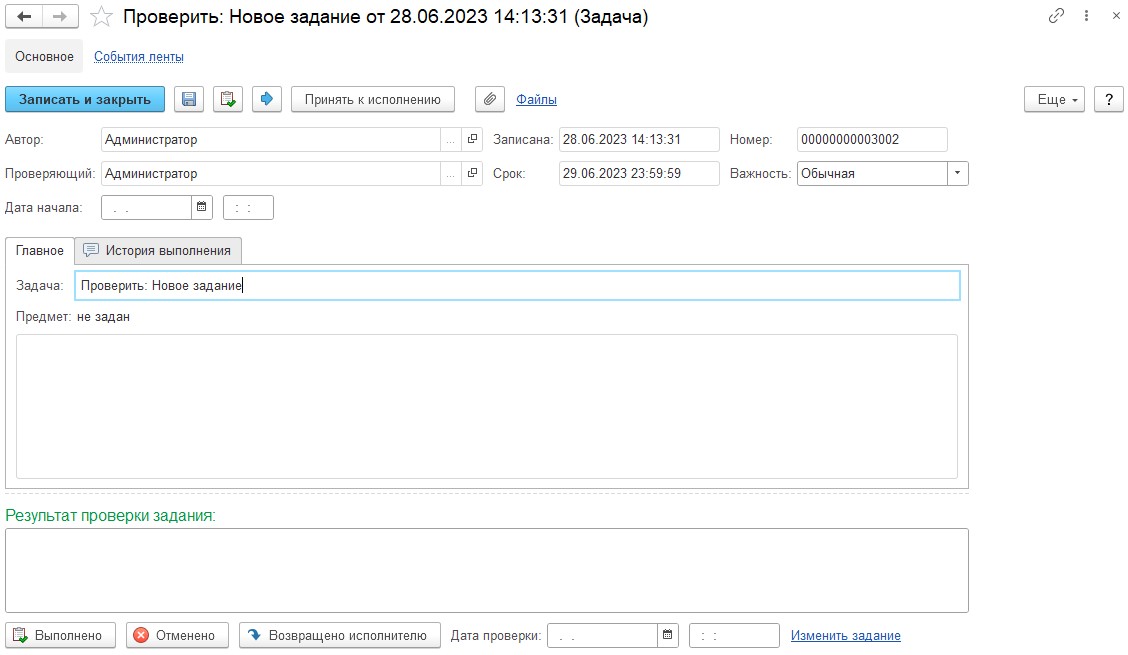 Проверить: Новое задание от 28.06.2023 14:13:31 (Задача)
Основное События ленты
Записать и закрыть Принять к исполнению Файлы Еще ?
Автор: Администратор ... Записана: 28.06.2023 14:13:31 Номер: 00000000003002
Проверяющий: Администратор ... Срок: 29.06.2023 23:59:59 Важность: Обычная
Дата начала: . . : :
Главное История выполнения
Задача: Проверить: Новое задание
Предмет: не задан
Результат проверки задания:
Выполнено Отменено Возвращено исполнителю Дата проверки: . . : : Изменить задание